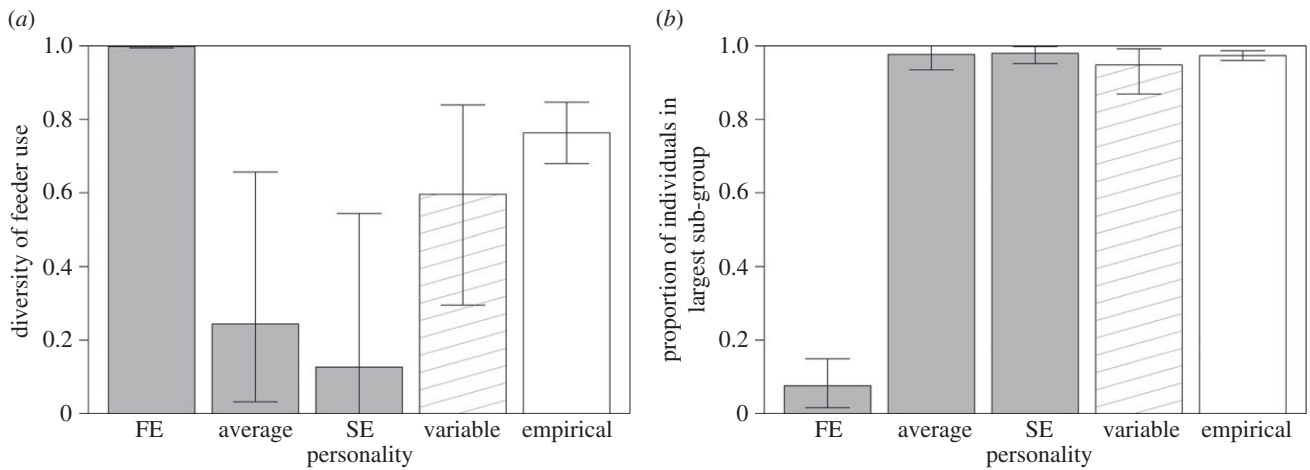 (a)
1.0
0.8
0.6
0.4
0.2
0
diversity of feeder use
FE average SE variable empirical
personality
(b)
1.0
0.8
0.6
0.4
0.2
0
proportion of individuals in
largest sub-group
FE average SE variable empirical
personality